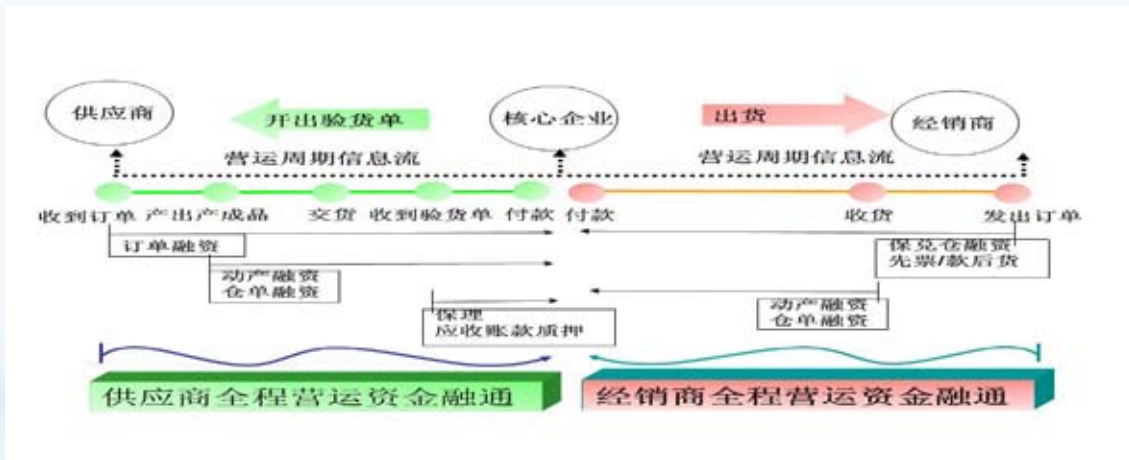 供应商
开出验货单
核心企业
出货
经销商
营运周期信息流
营运周期信息流
收到订单
产出产成品
交货
收到验货单
付款
付款
收货
发出订单
订单融资
保兑仓融资
先票/款后货
动产融资
仓单融资
动产融资
仓单融资
保理
应收账款质押
供应商全程营运资金融通
经销商全程营运资金融通